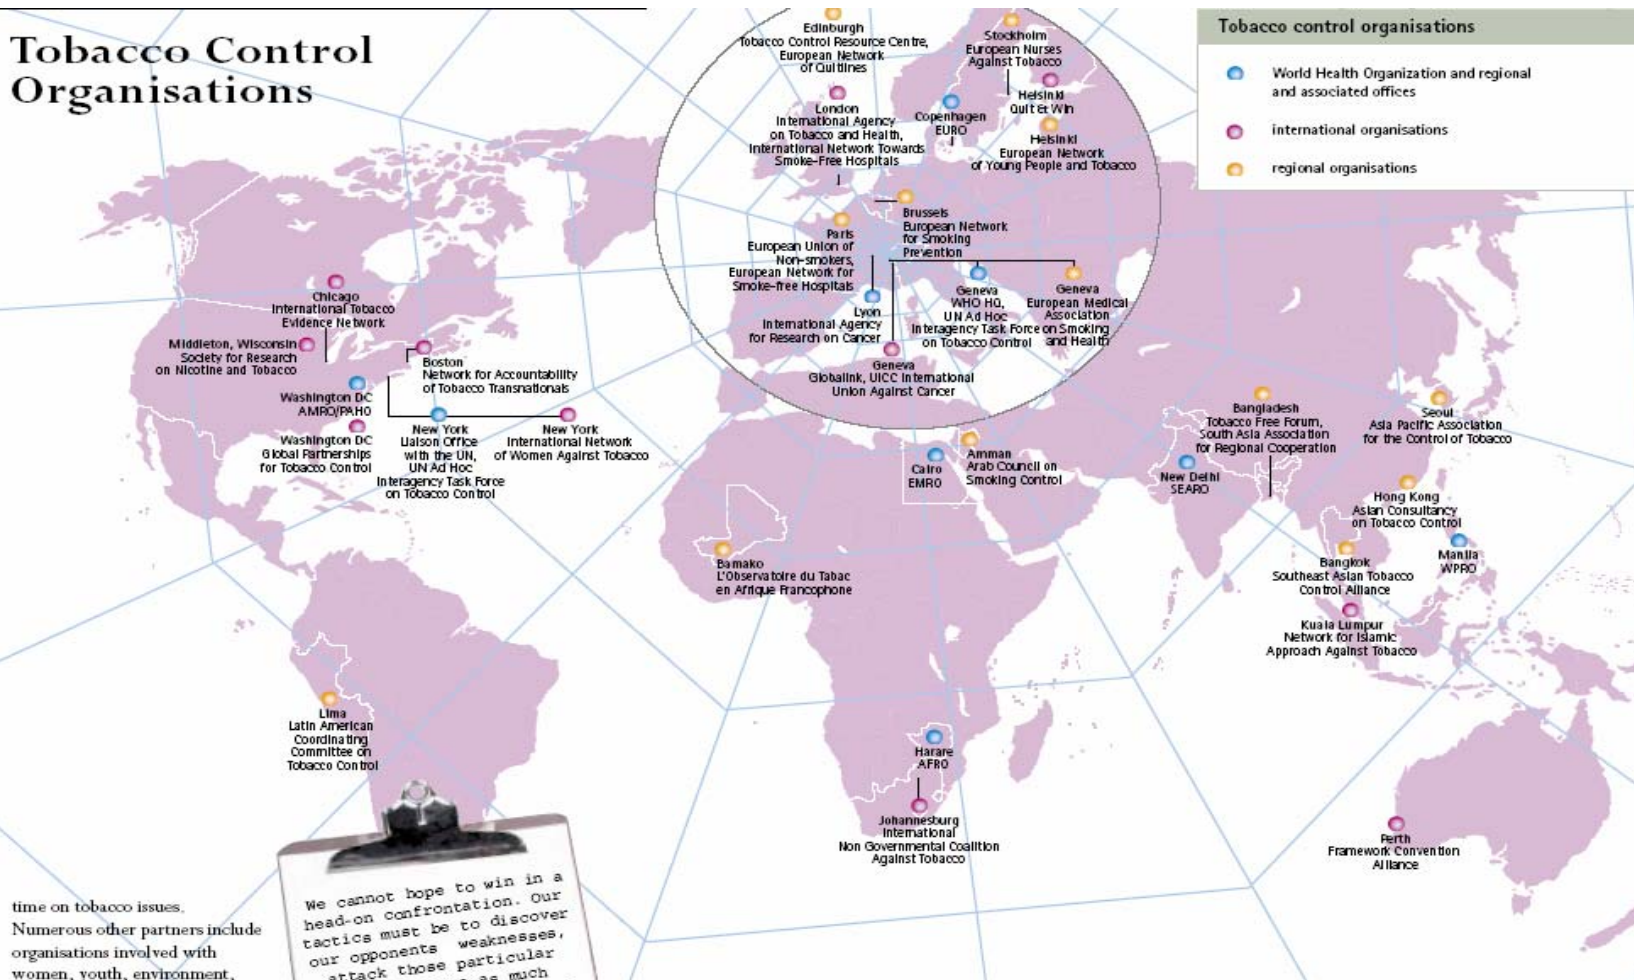 Tobacco Control
Organisations
Tobacco control organisations
World Health Organization and regional
and associated offices
international organisations
regional organisations
Edinburgh
Tobacco Control Resource Centre,
European Network
of Quitlines
Stockholm
European Nurses
Against Tobacco
London
International Agency
on Tobacco and Health,
International Network Towards
Smoke-Free Hospitals
Copenhagen
EURO
Helsinki
Quit & Win
Helsinki
European Network
of Young People and Tobacco
Brussels
European Network
for Smoking
Prevention
Paris
European Union of
Non-smokers,
European Network for
Smoke-free Hospitals
Lyon
International Agency
for Research on Cancer
Geneva
WHO HQ,
UN Ad Hoc
Interagency Task Force
on Tobacco Control
Geneva
European Medical
Association
on Smoking
and Health
Geneva
Globalink, UICC International
Union Against Cancer
Chicago
International Tobacco
Evidence Network
Middleton, Wisconsin
Society for Research
on Nicotine and Tobacco
Boston
Network for Accountability
of Tobacco Transnationals
Washington DC
AMRO/PAHO
Washington DC
Global Partnerships
for Tobacco Control
New York
Liaison Office
with the UN,
UN Ad Hoc
Interagency Task Force
on Tobacco Control
New York
International Network
of Women Against Tobacco
Cairo
EMRO
Amman
Arab Council on
Smoking Control
Bangladesh
Tobacco Free Forum,
South Asia Association
for Regional Cooperation
New Delhi
SEARO
Seoul
Asia Pacific Association
for the Control of Tobacco
Hong Kong
Asian Consultancy
on Tobacco Control
Manila
WPRO
Bangkok
Southeast Asian Tobacco
Control Alliance
Kuala Lumpur
Network for Islamic
Approach Against Tobacco
Bamako
L'Observatoire du Tabac
en Afrique Francophone
Lima
Latin American
Coordinating
Committee on
Tobacco Control
Harare
AFRO
Johannesburg
International
Non Governmental Coalition
Against Tobacco
Perth
Framework Convention
Alliance
time on tobacco issues.
Numerous other partners include
organisations involved with
women, youth, environment,
We cannot hope to win in a
head-on confrontation. Our
tactics must be to discover
our opponents weaknesses,
attack those particular
as much